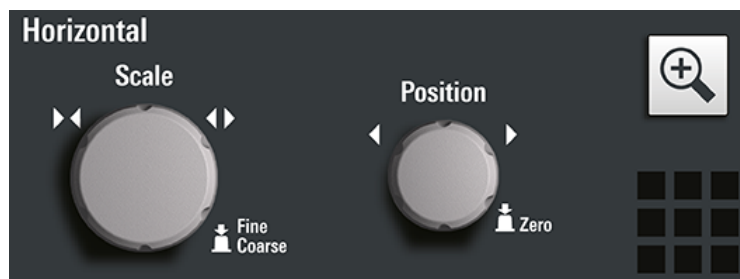 Horizontal
Scale
Position
Fine
Coarse
Zero